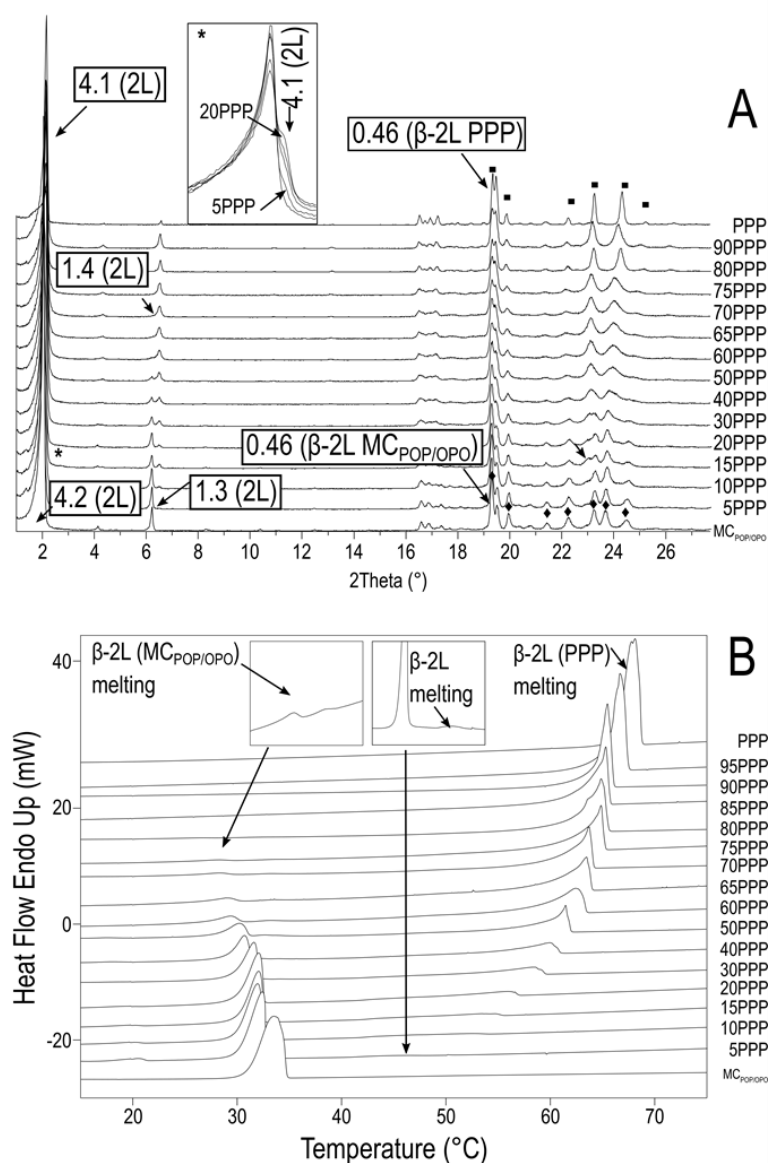 A
*
4.1 (2L)
20PPP
5PPP
4.1 (2L)
0.46 (β-2L PPP)
1.4 (2L)
0.46 (β-2L MCPOP/OPO)
*
4.2 (2L)
1.3 (2L)
PPP
90PPP
80PPP
75PPP
70PPP
65PPP
60PPP
50PPP
40PPP
30PPP
20PPP
15PPP
10PPP
5PPP
MCPOP/OPO
2 4 6 8 10 12 14 16 18 20 22 24 26
2Theta (°)
B
β-2L (MCPOP/OPO)
melting
β-2L
melting
β-2L (PPP)
melting
PPP
95PPP
90PPP
85PPP
80PPP
75PPP
70PPP
65PPP
60PPP
50PPP
40PPP
30PPP
20PPP
15PPP
10PPP
5PPP
MCPOP/OPO
40
20
0
-20
Heat Flow Endo Up (mW)
20 30 40 50 60 70
Temperature (°C)